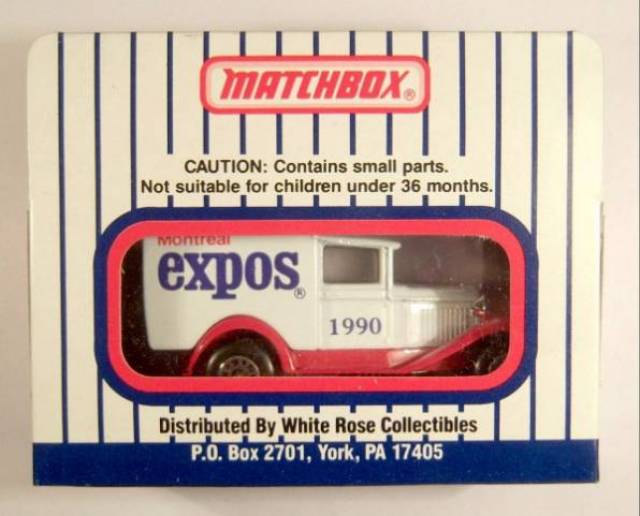 MATCHBOX®
CAUTION: Contains small parts.
Not suitable for children under 36 months.
Montreal
expos®
1990
Distributed By White Rose Collectibles
P.O. Box 2701, York, PA 17405